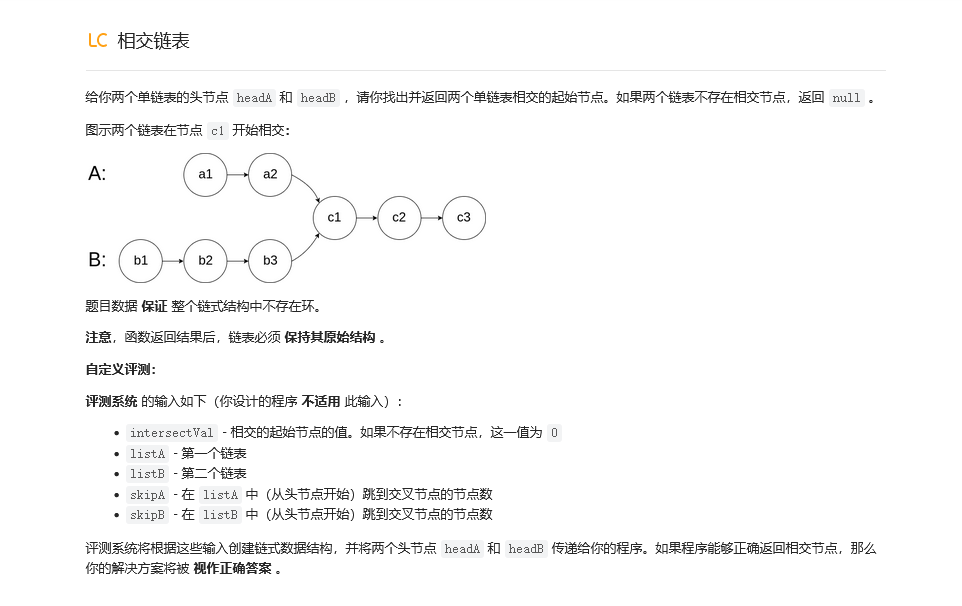 LC 相交链表
给你两个单链表的头节点 headA 和 headB ，请你找出并返回两个单链表相交的起始节点。如果两个链表不存在相交节点，返回 null 。
图示两个链表在节点 c1 开始相交：
A: a1 a2
c1 c2 c3
B: b1 b2 b3
题目数据 保证 整个链式结构中不存在环。
注意，函数返回结果后，链表必须 保持其原始结构 。
自定义评测：
评测系统 的输入如下（你设计的程序 不适用 此输入）：
intersectVal - 相交的起始节点的值。如果不存在相交节点，这一值为 0
listA - 第一个链表
listB - 第二个链表
skipA - 在 listA 中（从头节点开始）跳到交叉节点的节点数
skipB - 在 listB 中（从头节点开始）跳到交叉节点的节点数
评测系统将根据这些输入创建链式数据结构，并将两个头节点 headA 和 headB 传递给你的程序。如果程序能够正确返回相交节点，那么
你的解决方案将被 视作正确答案 。